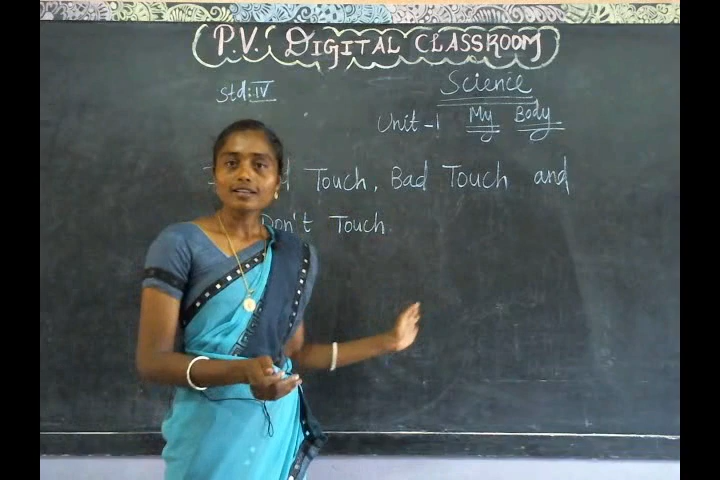 P.V. DIGITAL CLASSROOM
Science
Std: IV
Unit-1 My Body
Touch, Bad Touch and
Don't Touch.